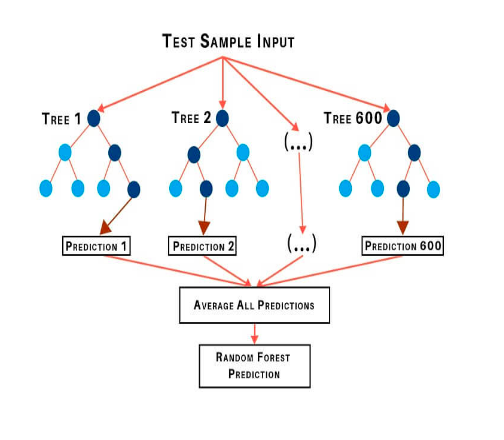 Test Sample Input
Tree 1
Tree 2
(...)
Tree 600
Prediction 1
Prediction 2
(...)
Prediction 600
Average All Predictions
Random Forest
Prediction